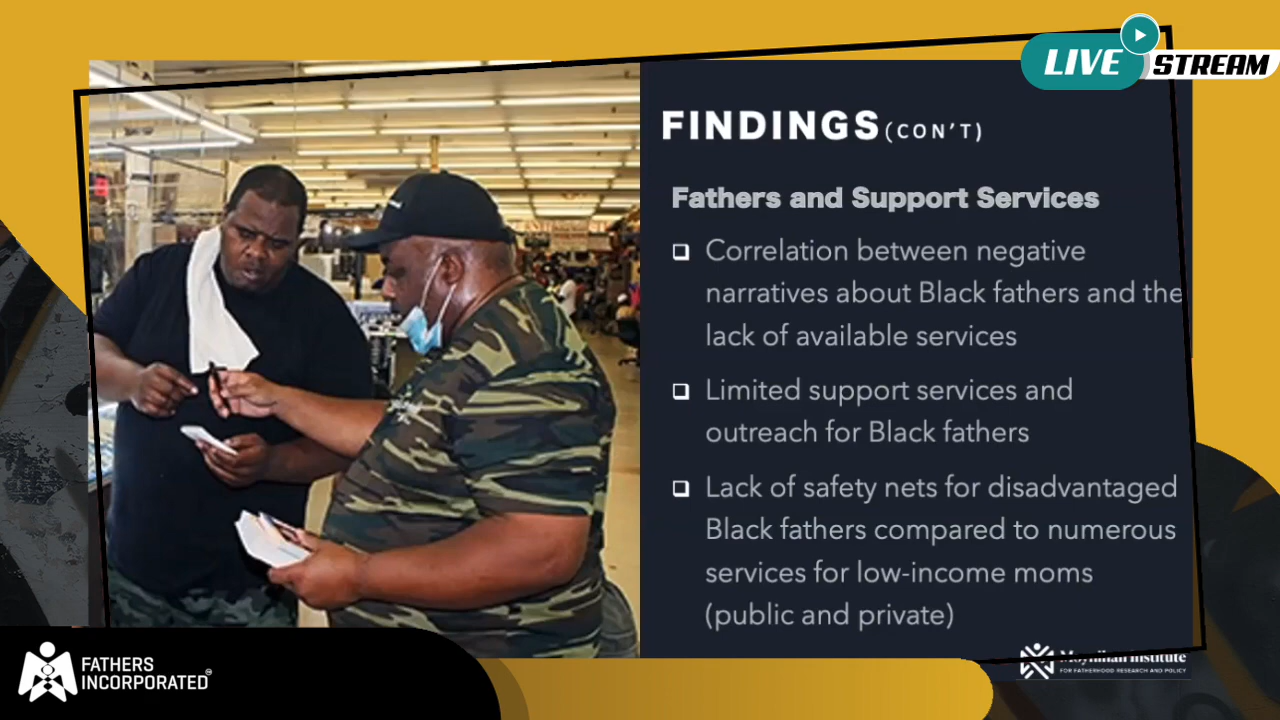 LIVE STREAM
FINDINGS (CON'T)
Fathers and Support Services
Correlation between negative
narratives about Black fathers and the
lack of available services
Limited support services and
outreach for Black fathers
Lack of safety nets for disadvantaged
Black fathers compared to numerous
services for low-income moms
(public and private)
Moynihan Institute
FOR FATHERHOOD RESEARCH AND POLICY
FATHERS
INCORPORATED